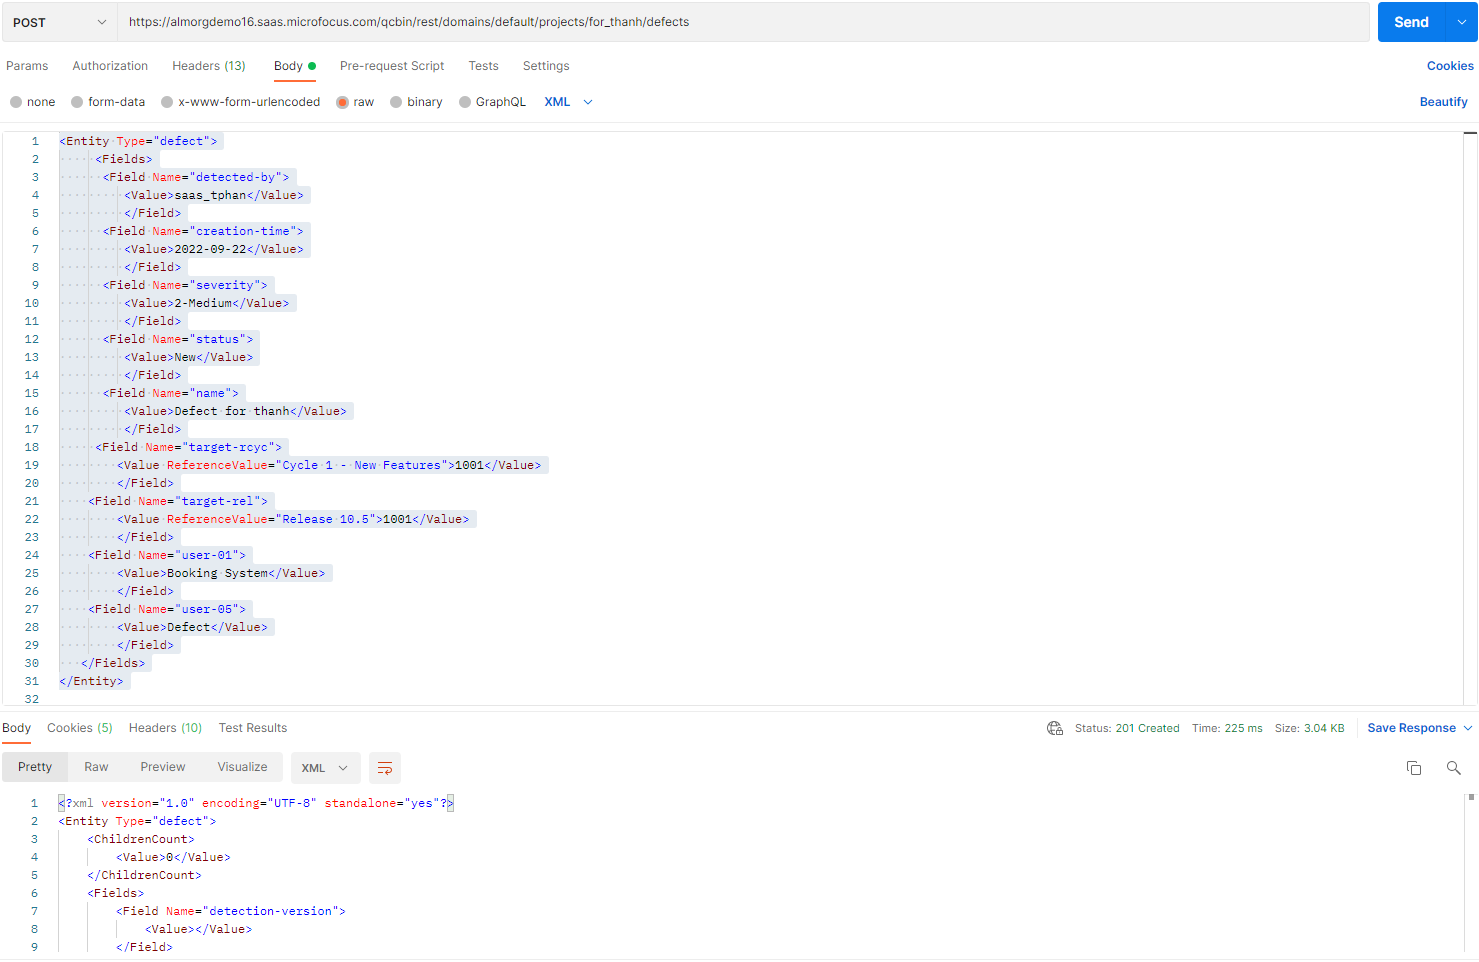 POST https://almorgdemo16.saas.microfocus.com/qcbin/rest/domains/default/projects/for_thanh/defects Send
Params Authorization Headers (13) Body Pre-request Script Tests Settings Cookies
none form-data x-www-form-urlencoded raw binary GraphQL XML Beautify
1 <Entity Type="defect">
2 <Fields>
3 <Field Name="detected-by">
4 <Value>saas_tphan</Value>
5 </Field>
6 <Field Name="creation-time">
7 <Value>2022-09-22</Value>
8 </Field>
9 <Field Name="severity">
10 <Value>2-Medium</Value>
11 </Field>
12 <Field Name="status">
13 <Value>New</Value>
14 </Field>
15 <Field Name="name">
16 <Value>Defect for thanh</Value>
17 </Field>
18 <Field Name="target-rcyc">
19 <Value ReferenceValue="Cycle 1 - New Features">1001</Value>
20 </Field>
21 <Field Name="target-rel">
22 <Value ReferenceValue="Release 10.5">1001</Value>
23 </Field>
24 <Field Name="user-01">
25 <Value>Booking System</Value>
26 </Field>
27 <Field Name="user-05">
28 <Value>Defect</Value>
29 </Field>
30 </Fields>
31 </Entity>
32
Body Cookies (5) Headers (10) Test Results Status: 201 Created Time: 225 ms Size: 3.04 KB Save Response
Pretty Raw Preview Visualize XML
1 <?xml version="1.0" encoding="UTF-8" standalone="yes"?>
2 <Entity Type="defect">
3 <ChildrenCount>
4 <Value>0</Value>
5 </ChildrenCount>
6 <Fields>
7 <Field Name="detection-version">
8 <Value></Value>
9 </Field>